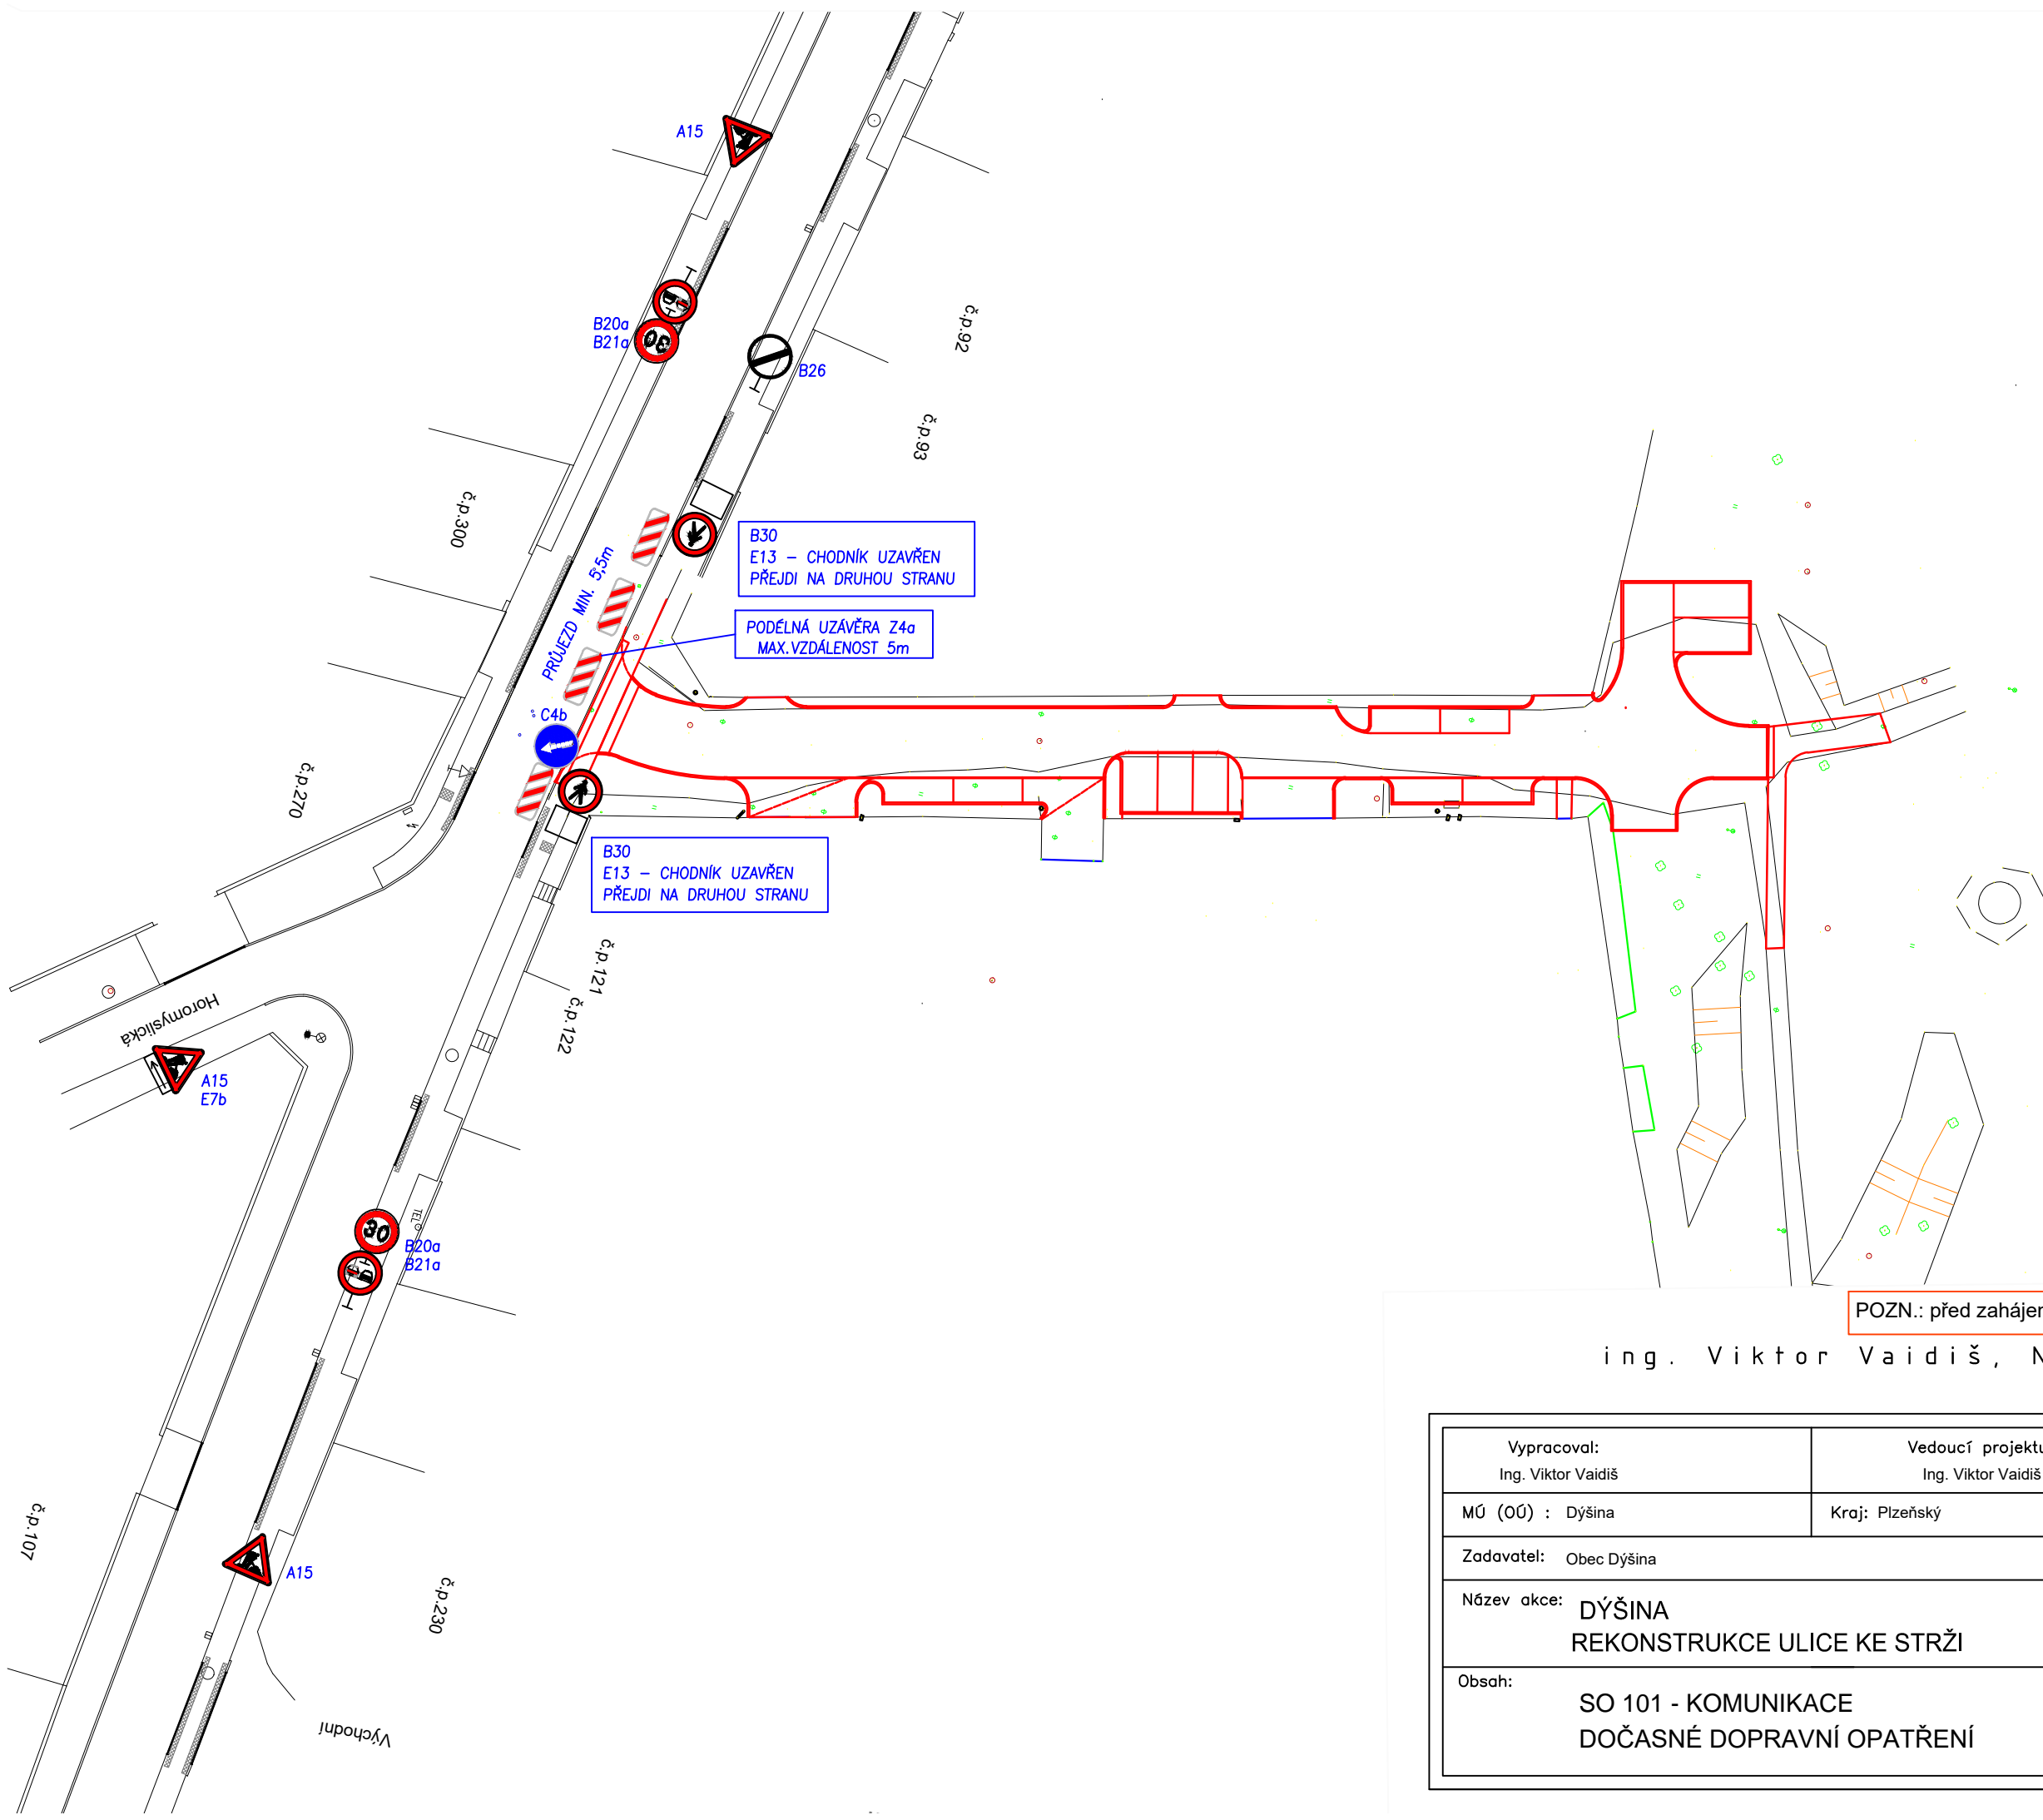 A15
B20a
B21a
30
B26
č.p.92
č.p.93
č.p.300
PRŮJEZD MIN. 5,5m
B30
E13 – CHODNÍK UZAVŘEN
PŘEJDI NA DRUHOU STRANU
PODÉLNÁ UZÁVĚRA Z4a
MAX.VZDÁLENOST 5m
C4b
č.p.270
B30
E13 – CHODNÍK UZAVŘEN
PŘEJDI NA DRUHOU STRANU
č.p.121
č.p.122
Horomyslická
A15
E7b
TEL
30
B20a
B21a
č.p.107
A15
č.p.230
Východní
POZN.: před zahájen
ing. Viktor Vaidiš, N
Vypracoval:
Ing. Viktor Vaidiš
Vedoucí projektu
Ing. Viktor Vaidiš
MÚ (OÚ) : Dýšina
Kraj: Plzeňský
Zadavatel: Obec Dýšina
Název akce: DÝŠINA
REKONSTRUKCE ULICE KE STRŽI
Obsah:
SO 101 - KOMUNIKACE
DOČASNÉ DOPRAVNÍ OPATŘENÍ